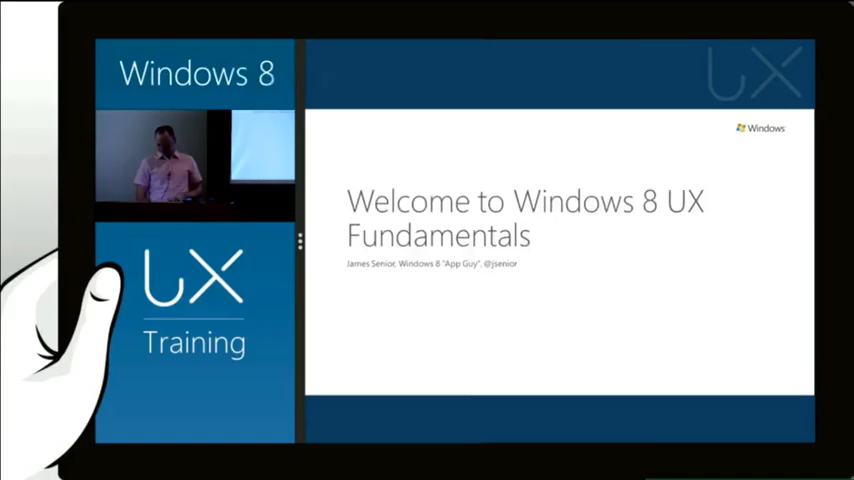 Windows 8
UX
Windows
Welcome to Windows 8 UX
Fundamentals
James Senior, Windows 8 "App Guy", @jsenior
UX
Training